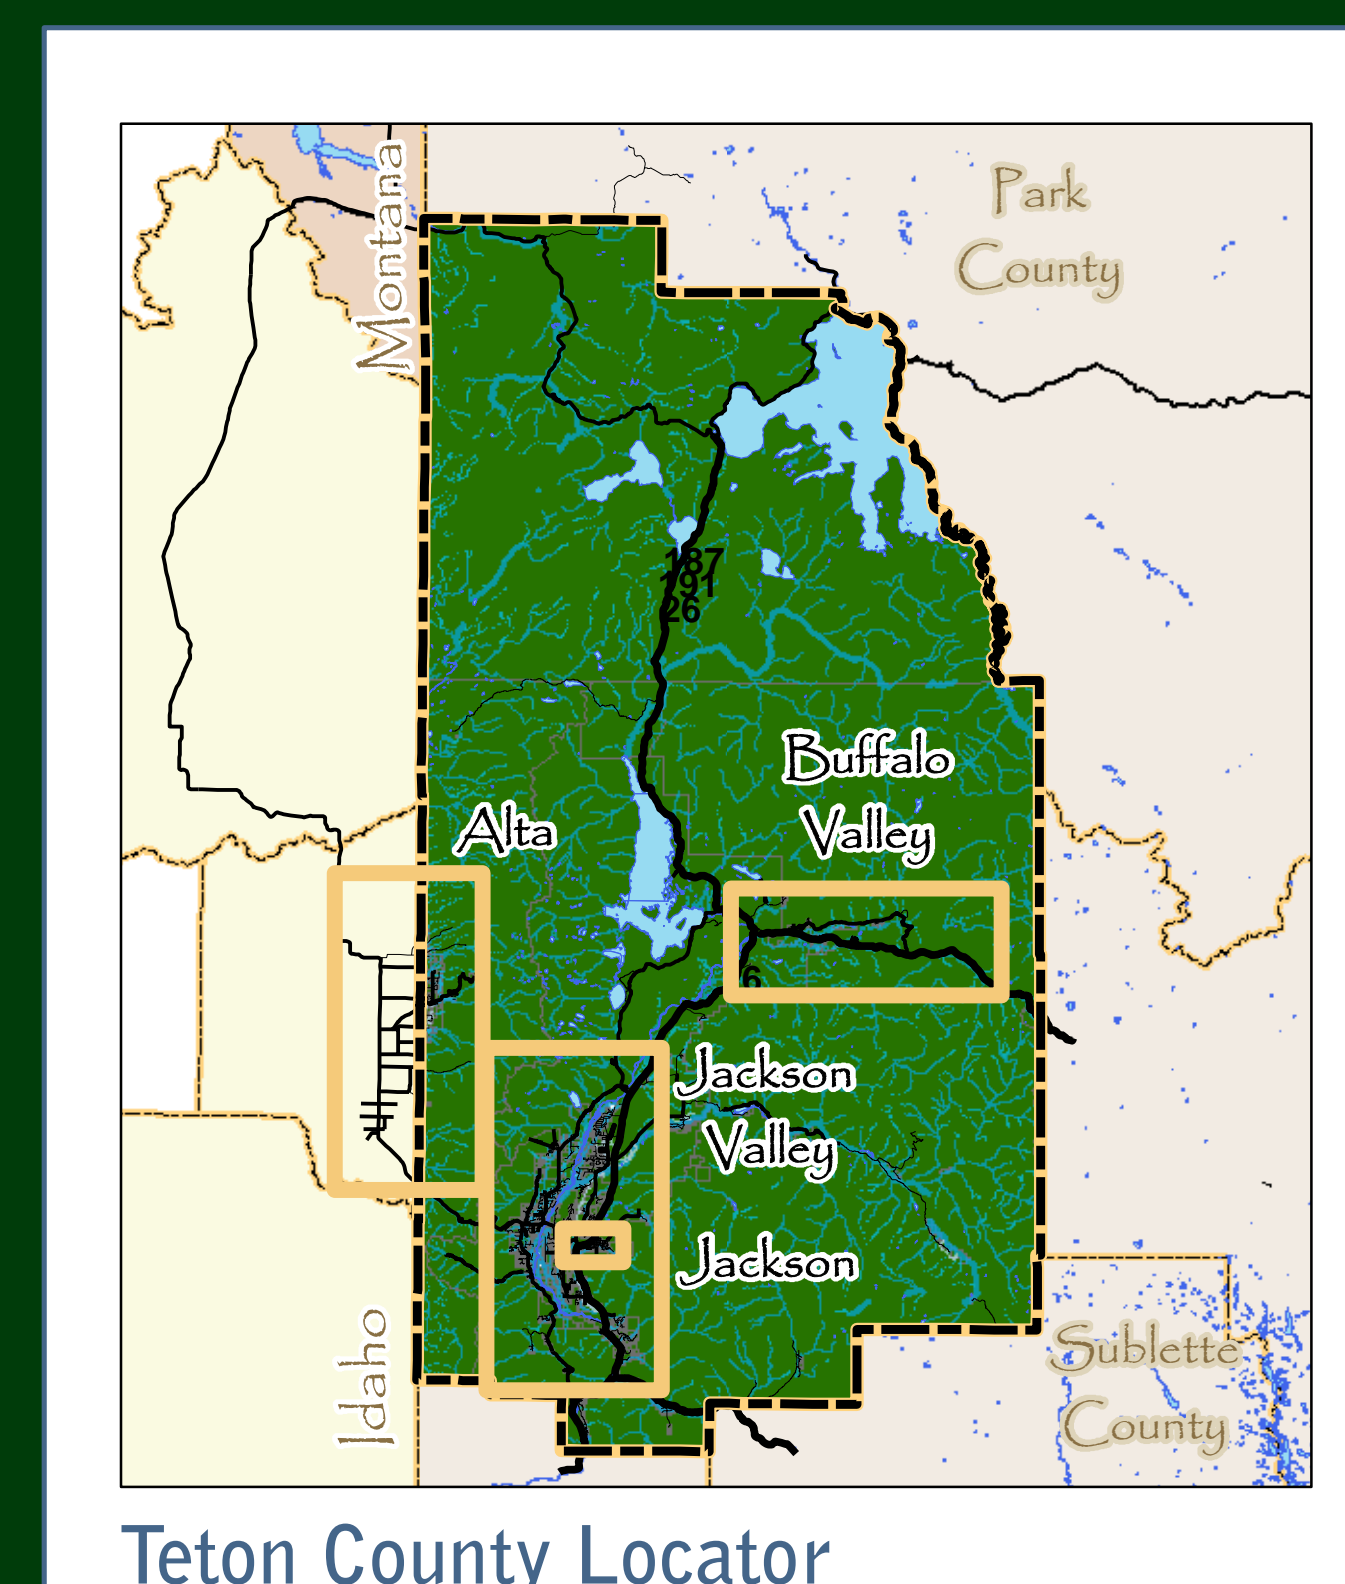 Montana
Park
County
187
191
26
Buffalo
Valley
Alta
6
Jackson
Valley
Jackson
Idaho
Sublette
County
Teton County Locator